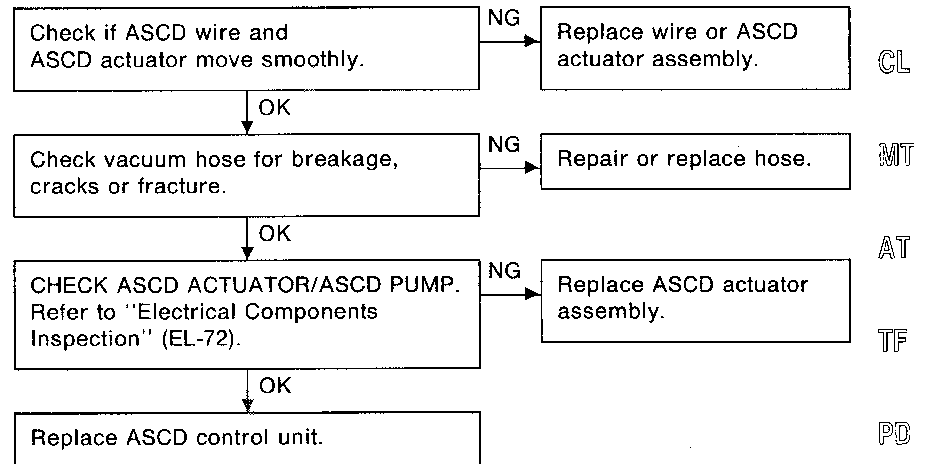 Check if ASCD wire and
ASCD actuator move smoothly.
NG
Replace wire or ASCD
actuator assembly.
CL
OK
Check vacuum hose for breakage,
cracks or fracture.
NG
Repair or replace hose.
MT
OK
AT
CHECK ASCD ACTUATOR/ASCD PUMP.
Refer to "Electrical Components
Inspection" (EL-72).
NG
Replace ASCD actuator
assembly.
TF
OK
Replace ASCD control unit.
PD